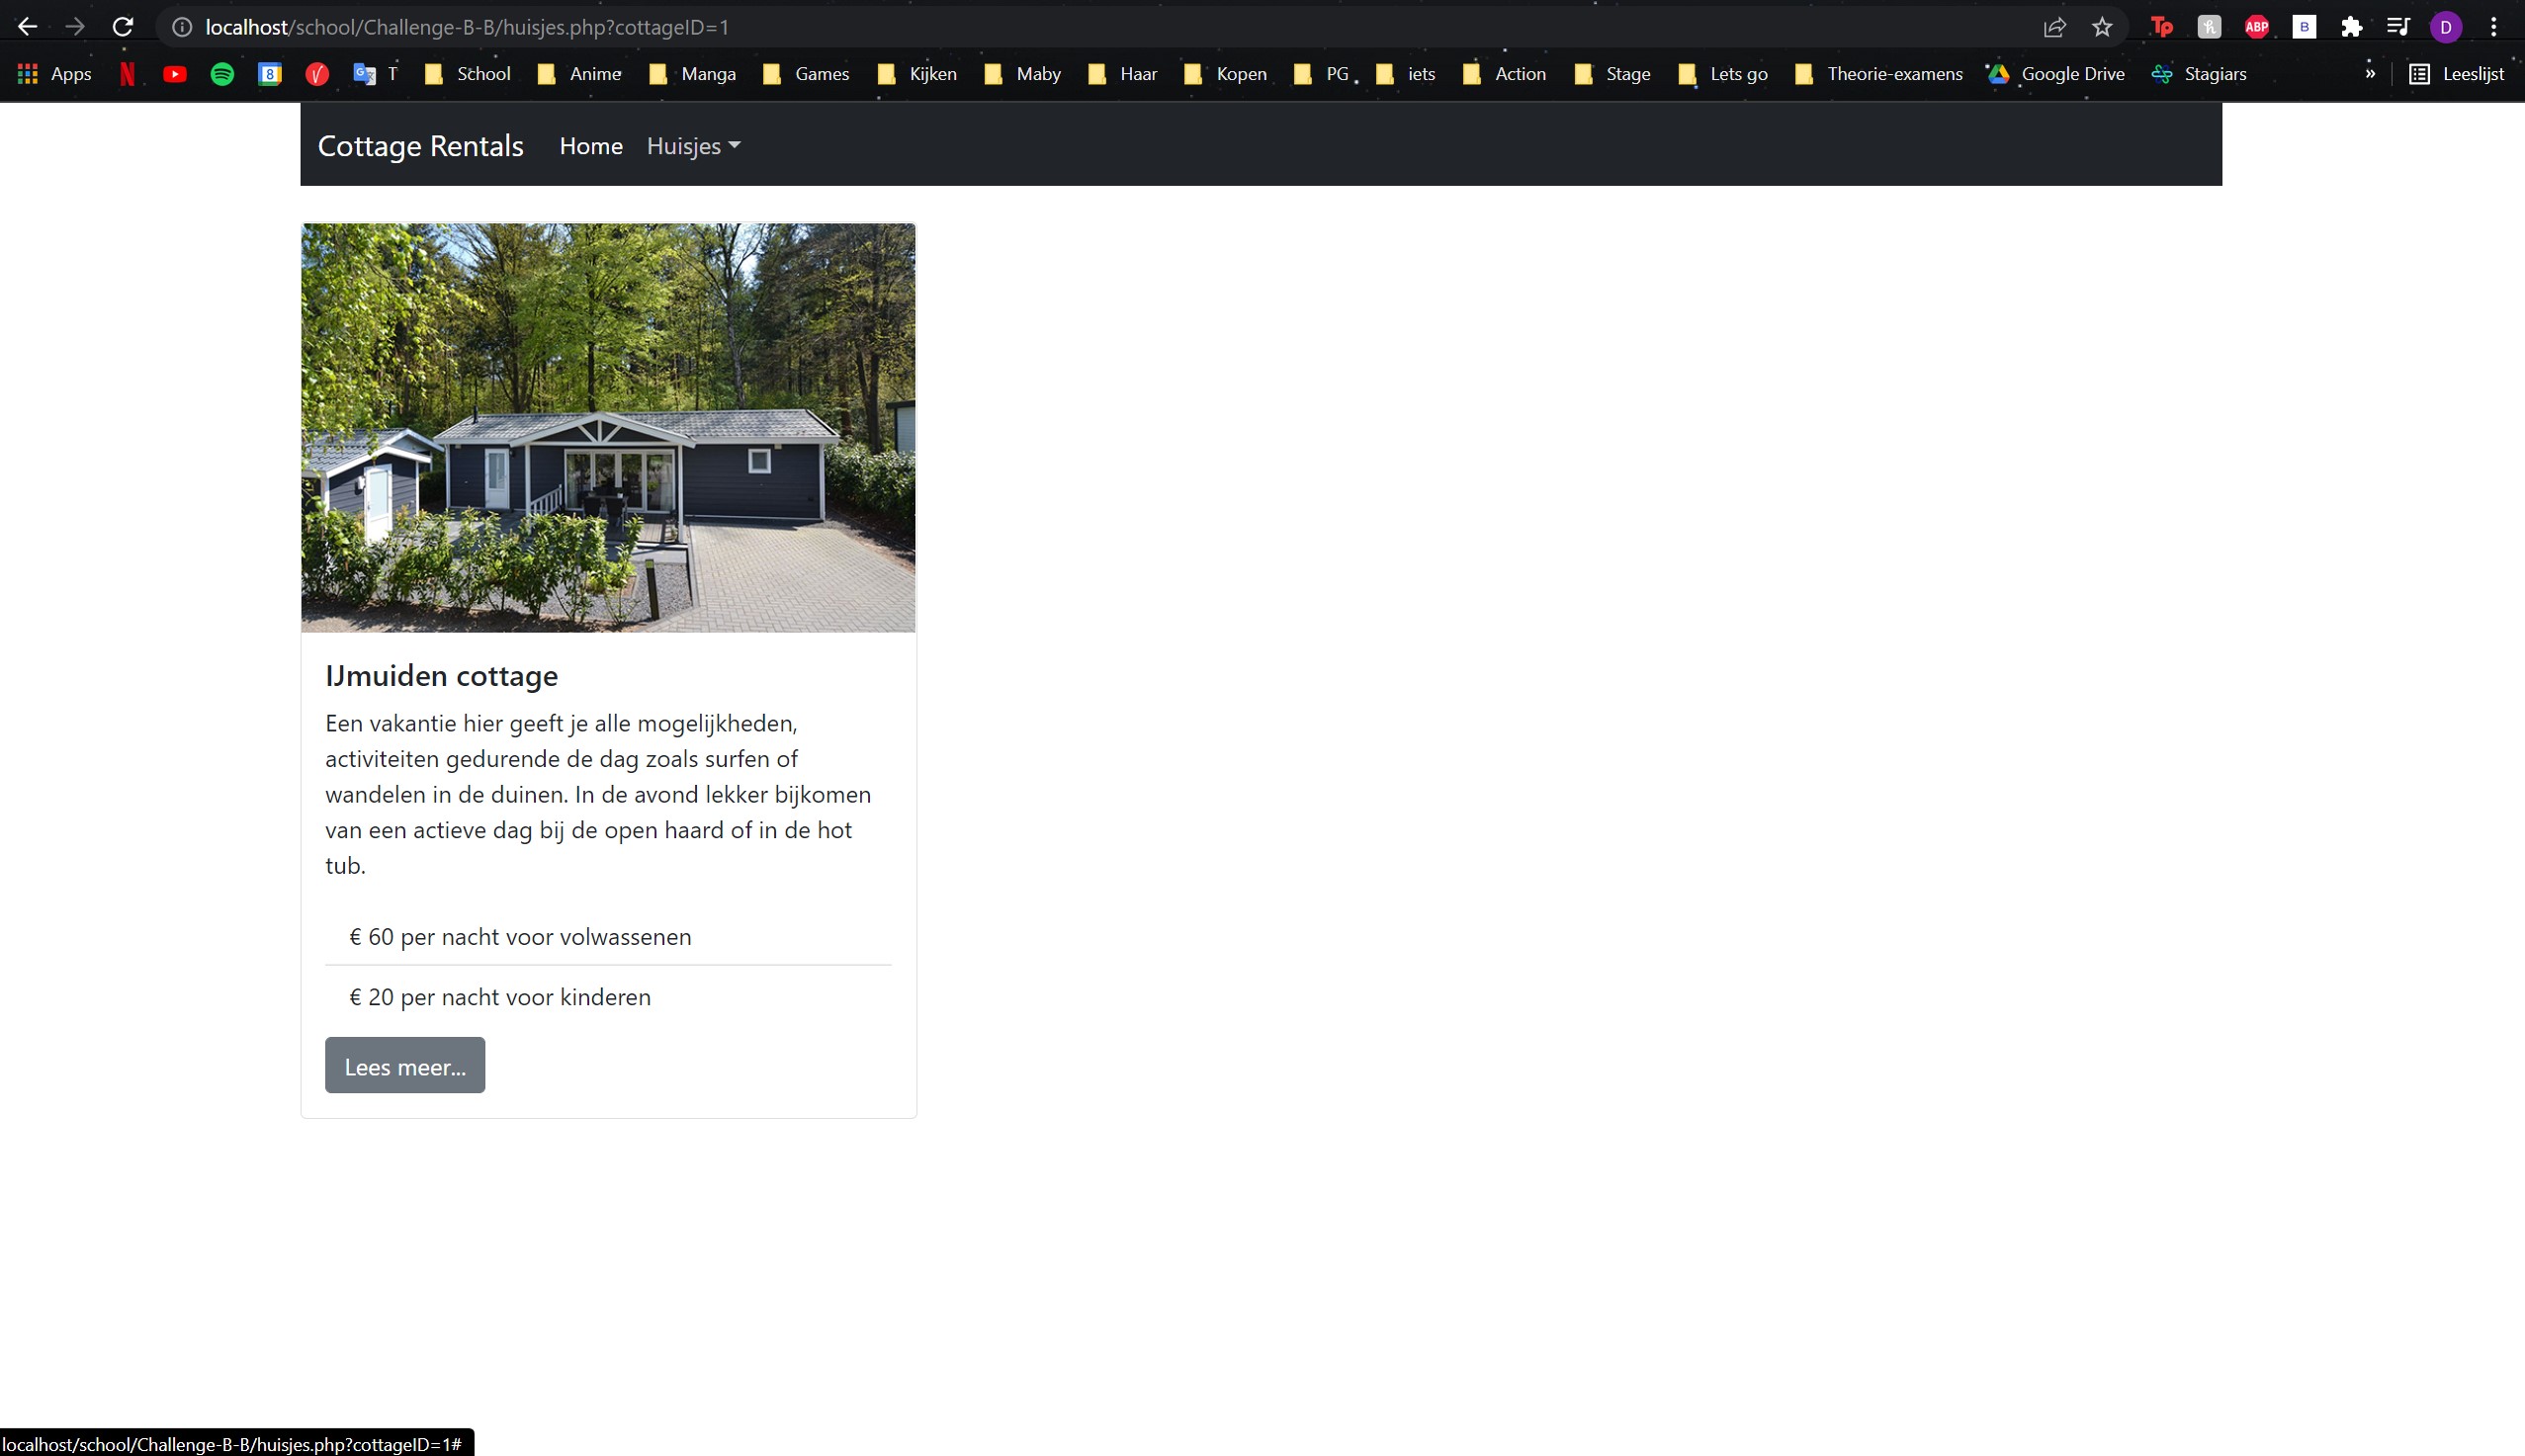 localhost/school/Challenge-B-B/huisjes.php?cottageID=1
Tp h ABP B D
Apps 8 G T School Anime Manga Games Kijken Maby Haar Kopen PG iets Action Stage Lets go Theorie-examens Google Drive Stagiars » Leeslijst
Cottage Rentals Home Huisjes
IJmuiden cottage
Een vakantie hier geeft je alle mogelijkheden,
activiteiten gedurende de dag zoals surfen of
wandelen in de duinen. In de avond lekker bijkomen
van een actieve dag bij de open haard of in de hot
tub.
€ 60 per nacht voor volwassenen
€ 20 per nacht voor kinderen
Lees meer...
localhost/school/Challenge-B-B/huisjes.php?cottageID=1#